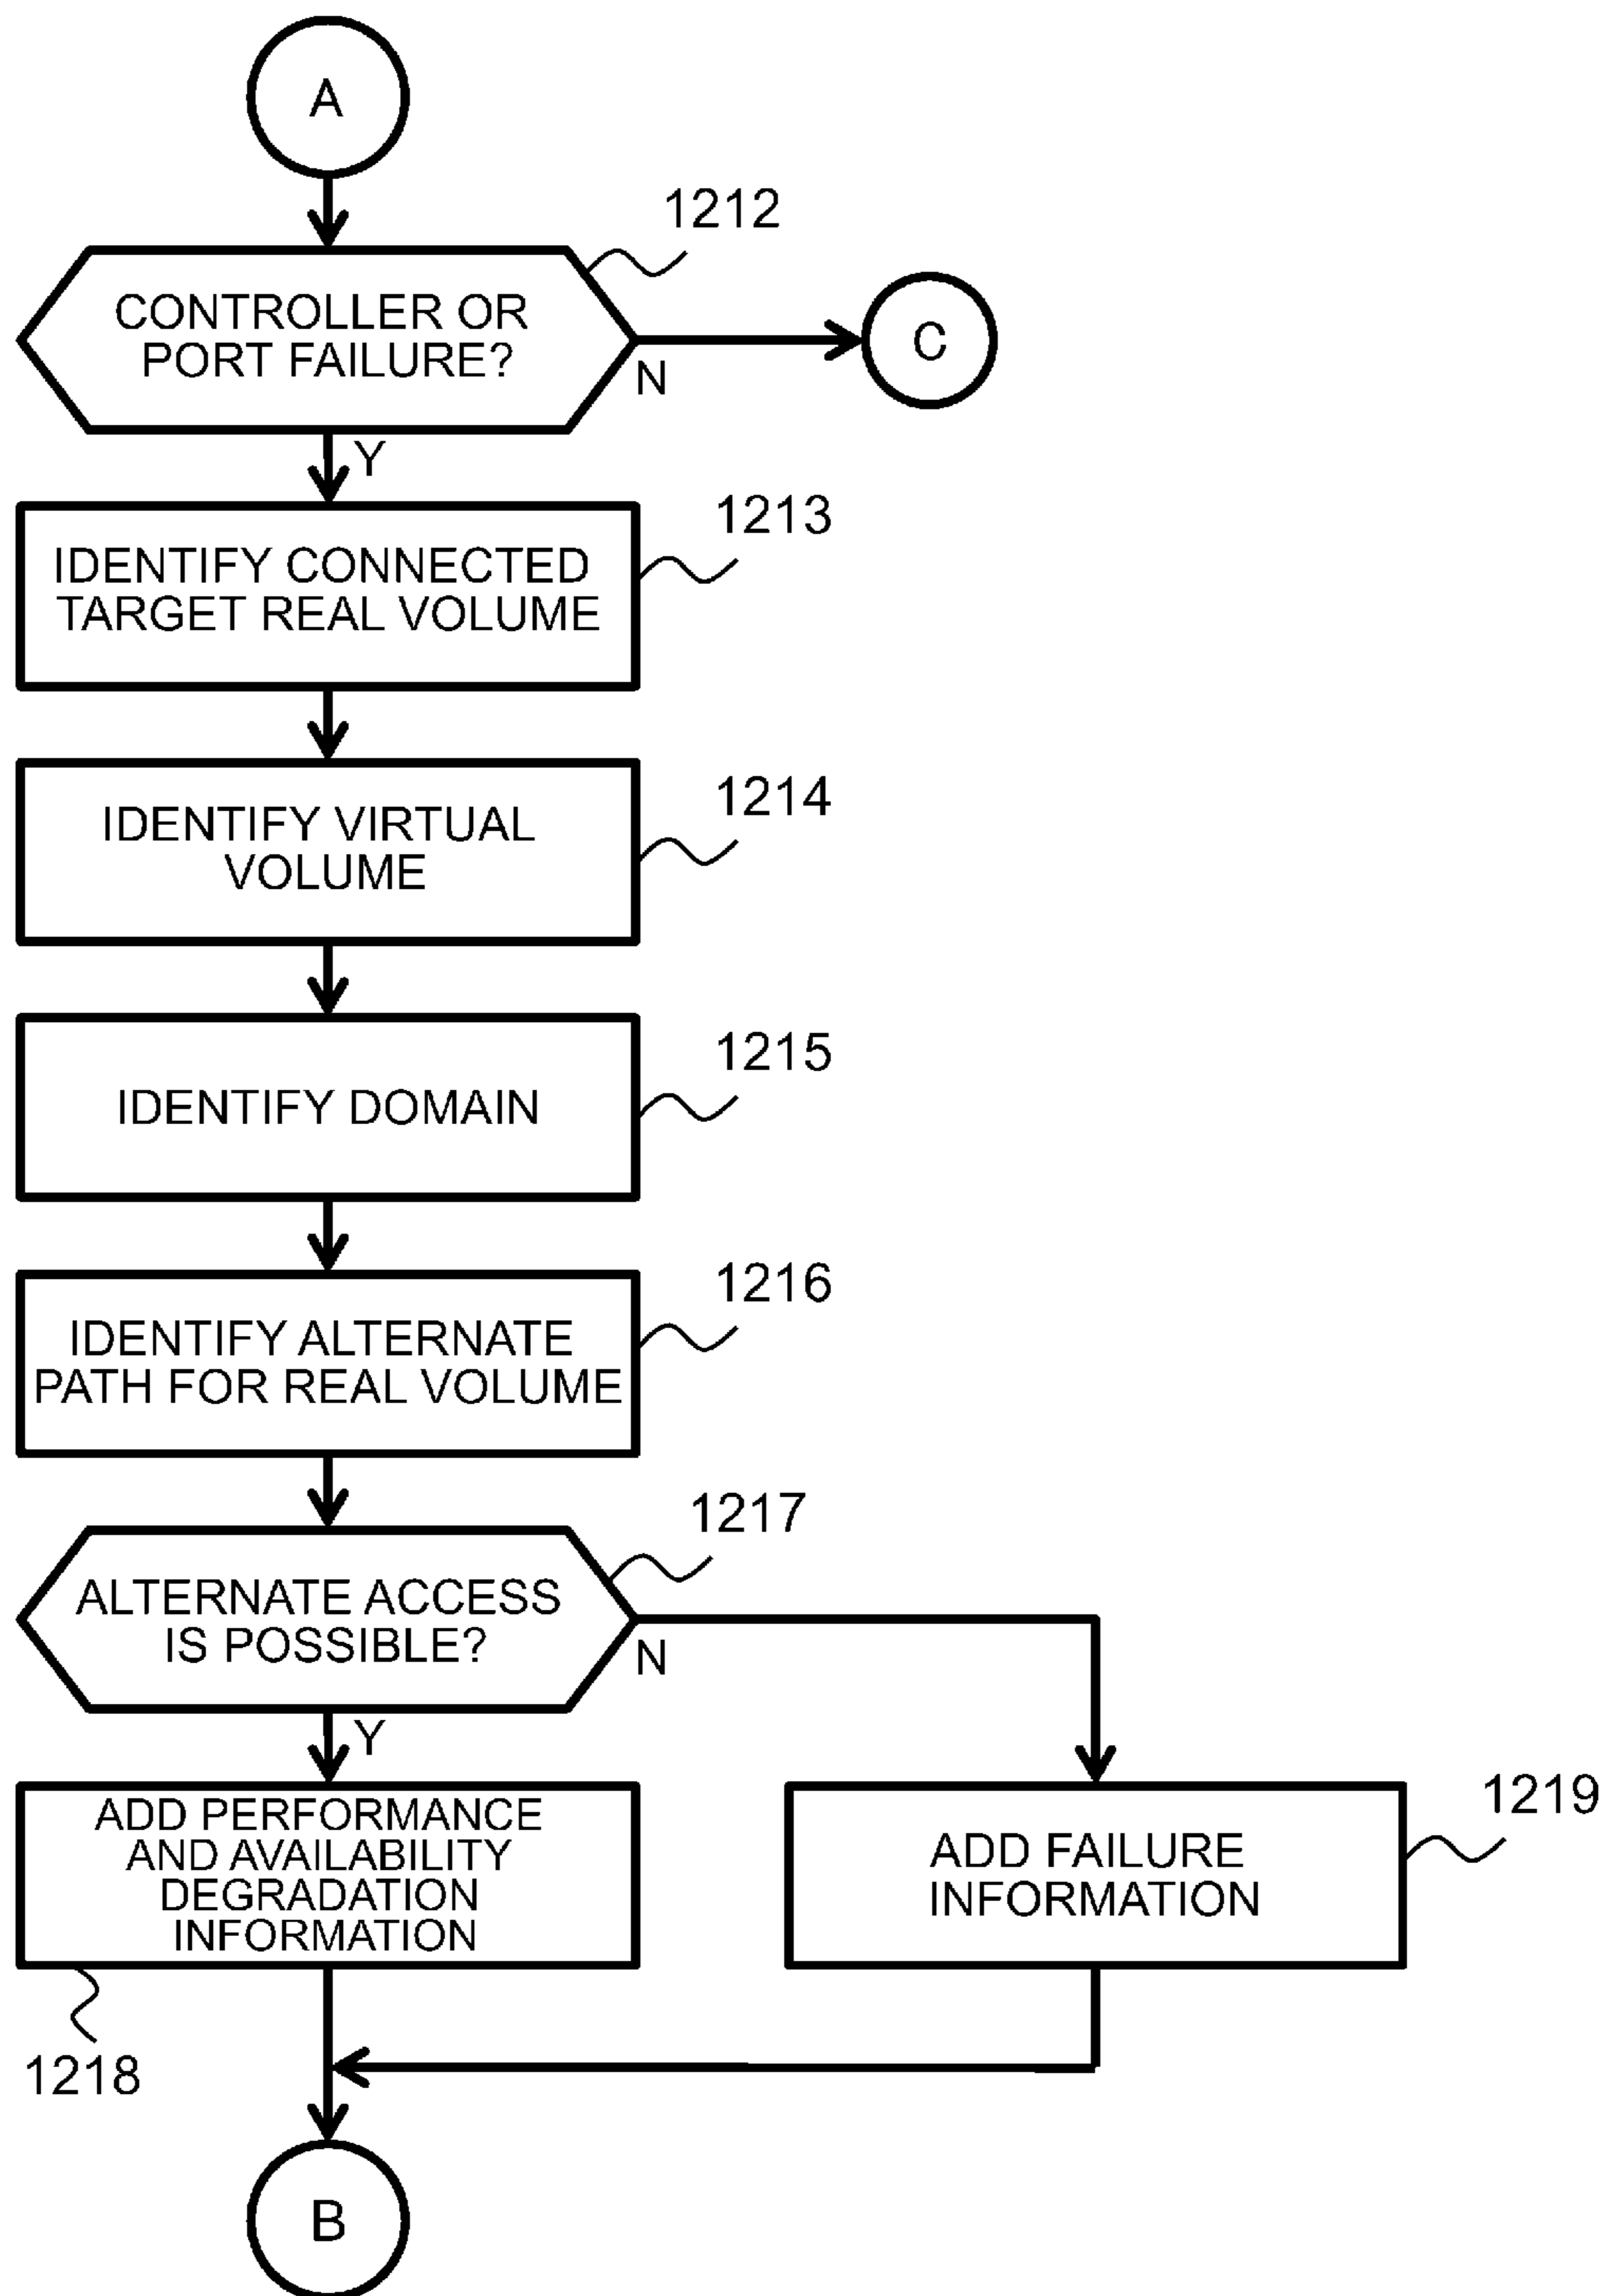 A
1212
CONTROLLER OR
PORT FAILURE?
N
C
Y
1213
IDENTIFY CONNECTED
TARGET REAL VOLUME
1214
IDENTIFY VIRTUAL
VOLUME
1215
IDENTIFY DOMAIN
1216
IDENTIFY ALTERNATE
PATH FOR REAL VOLUME
1217
ALTERNATE ACCESS
IS POSSIBLE?
N
Y
ADD PERFORMANCE
AND AVAILABILITY
DEGRADATION
INFORMATION
1218
1219
ADD FAILURE
INFORMATION
B